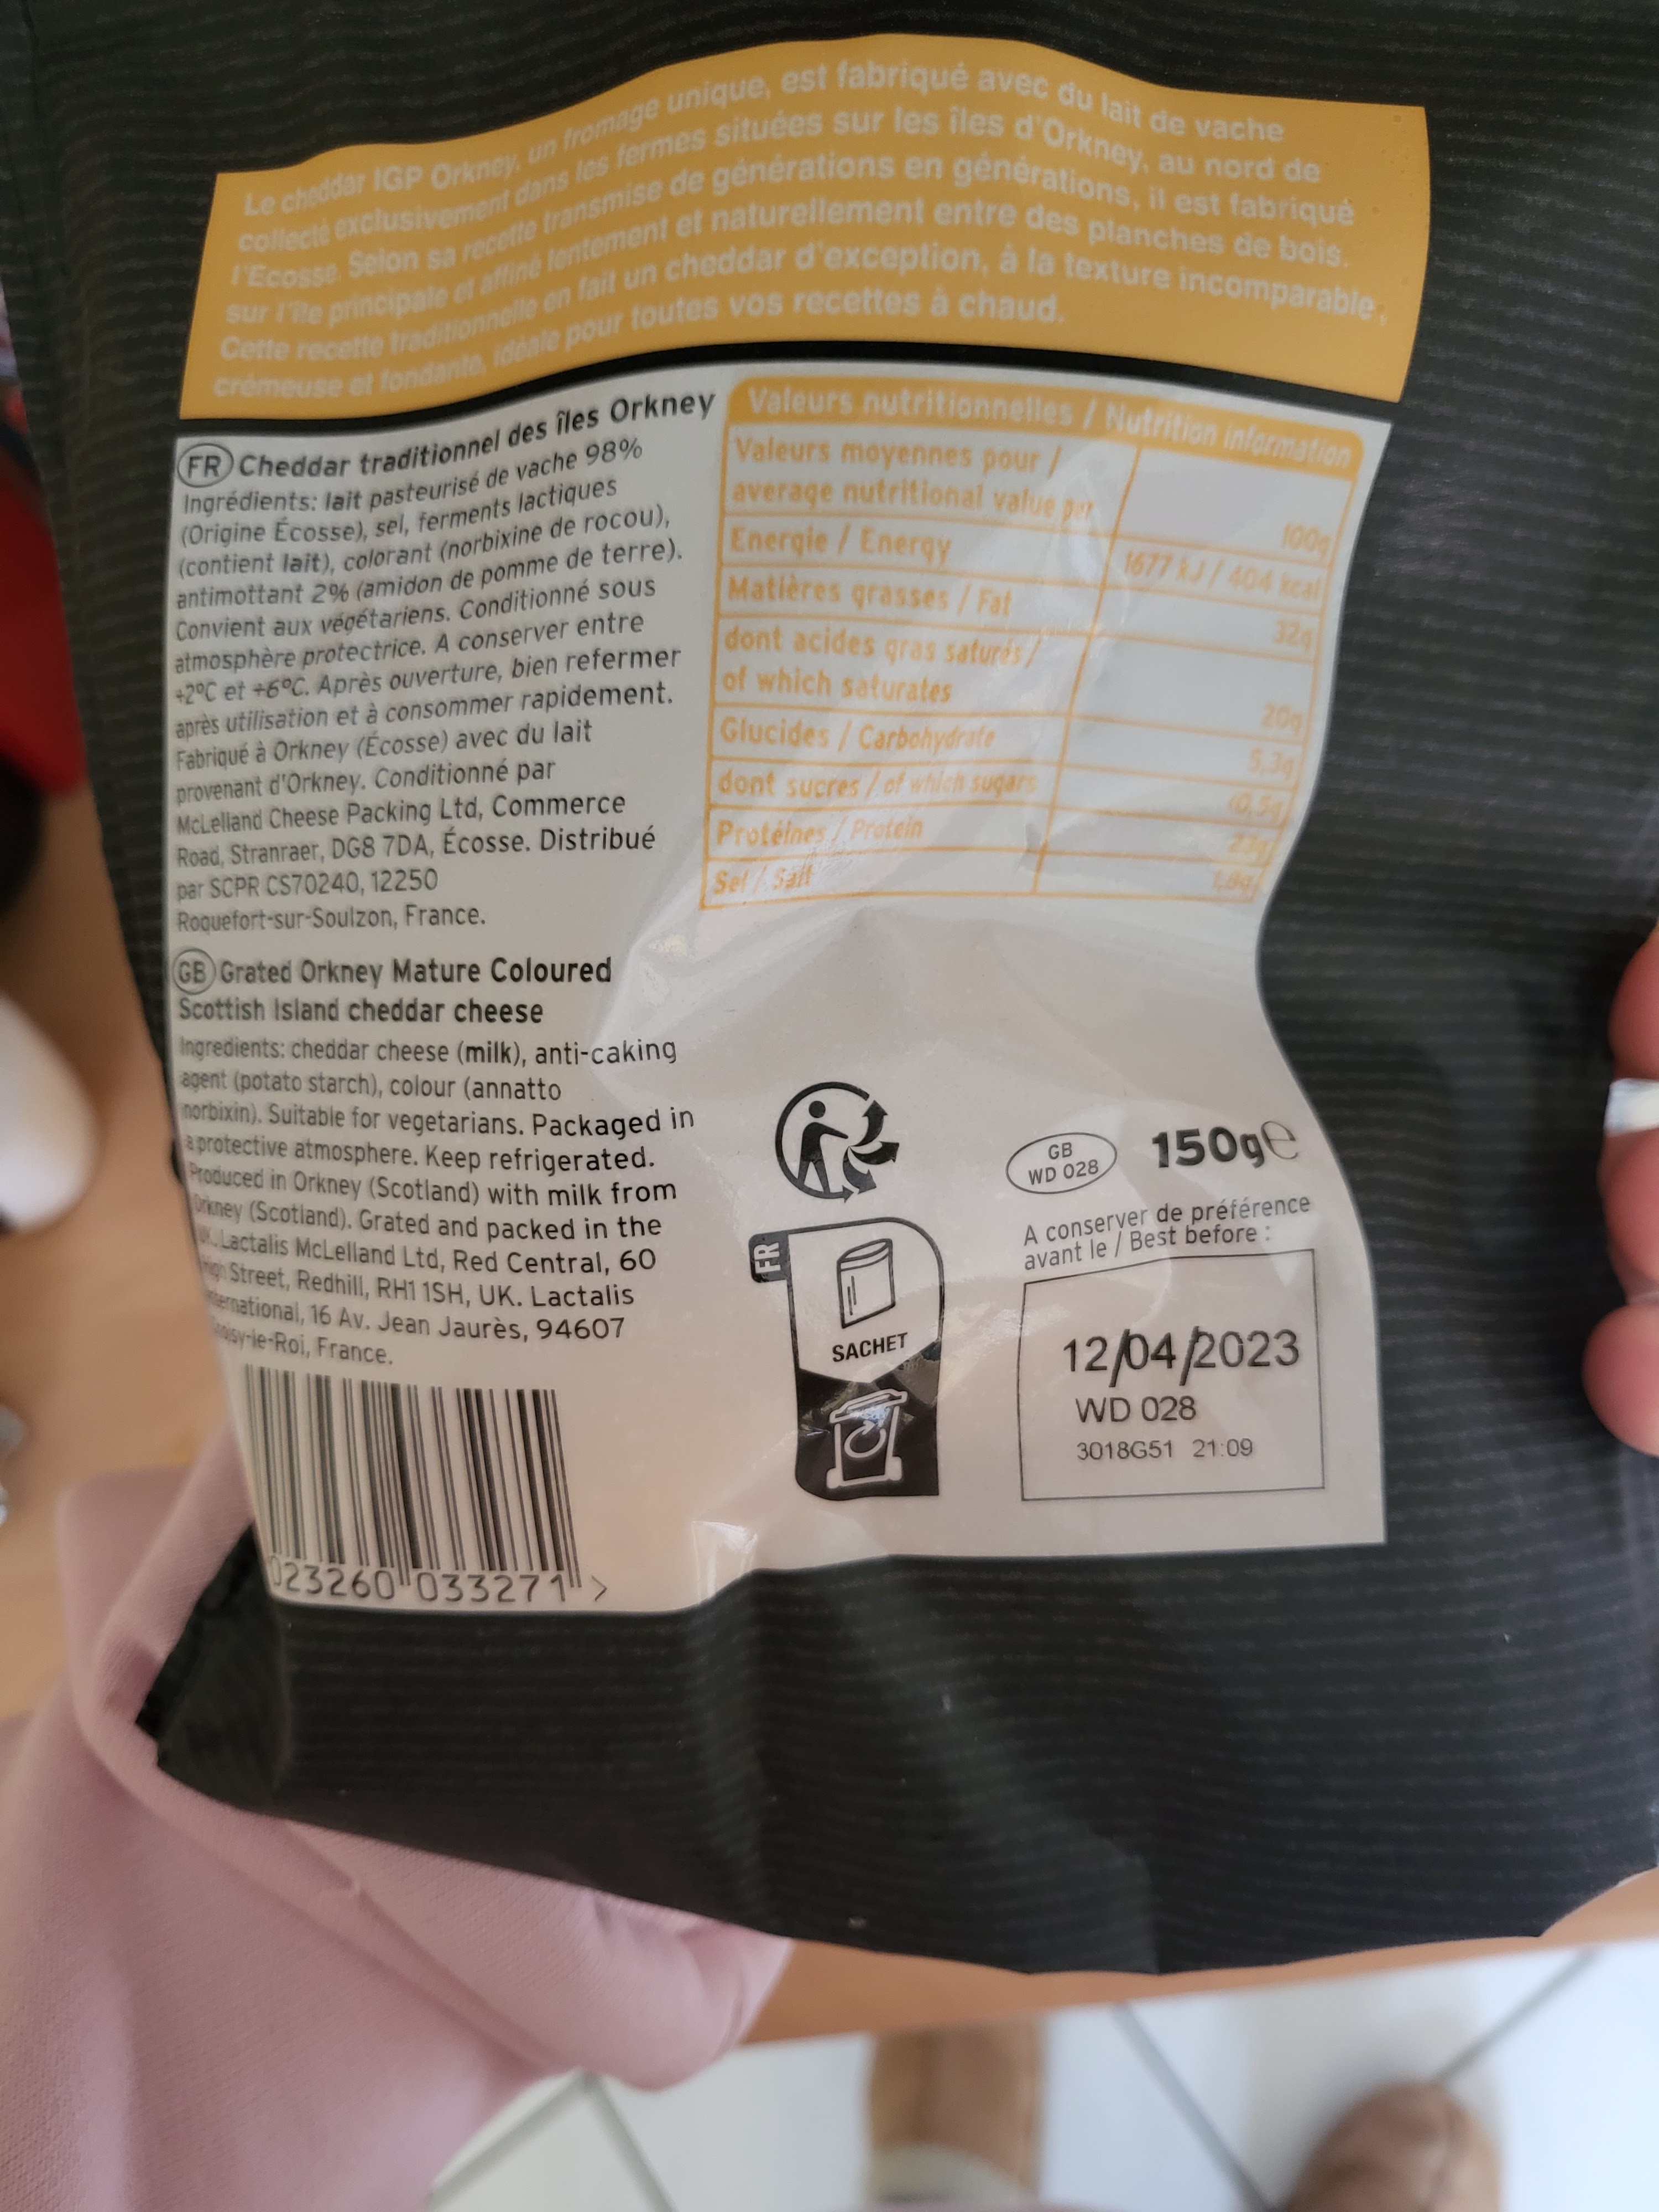 Le cheddar IGP Orkney, un fromage unique, est fabriqué avec du lait de vache
collecté exclusivement dans les fermes situées sur les îles d'Orkney, au nord de
l'Ecosse. Selon sa recette transmise de générations en générations, il est fabriqué
sur l'île principale et affiné lentement et naturellement entre des planches de bois.
Cette recette traditionnelle en fait un cheddar d'exception, à la texture incomparable,
crémeuse et fondante, idéale pour toutes vos recettes à chaud.
FR Cheddar traditionnel des îles Orkney
Ingrédients: lait pasteurisé de vache 98%
(Origine Écosse), sel, ferments lactiques
(contient lait), colorant (norbixine de rocou),
antimottant 2% (amidon de pomme de terre).
Convient aux végétariens. Conditionné sous
atmosphère protectrice. A conserver entre
+2°C et +6°C. Après ouverture, bien refermer
après utilisation et à consommer rapidement.
Fabriqué à Orkney (Écosse) avec du lait
provenant d'Orkney. Conditionné par
McLelland Cheese Packing Ltd, Commerce
Road, Stranraer, DG8 7DA, Écosse. Distribué
par SCPR CS70240, 12250
Roquefort-sur-Soulzon, France.
Valeurs nutritionnelles / Nutrition information
Valeurs moyennes pour /
average nutritional value per 100g
Energie / Energy 1677 kJ / 404 kcal
Matières grasses / Fat 32g
dont acides gras saturés /
of which saturates 20g
Glucides / Carbohydrate 5,3g
dont sucres / of which sugars <0,5g
Protéines / Protein 23g
Sel / Salt 1,8g
GB Grated Orkney Mature Coloured
Scottish Island cheddar cheese
Ingredients: cheddar cheese (milk), anti-caking
agent (potato starch), colour (annatto
norbixin). Suitable for vegetarians. Packaged in
a protective atmosphere. Keep refrigerated.
Produced in Orkney (Scotland) with milk from
Orkney (Scotland). Grated and packed in the
UK. Lactalis McLelland Ltd, Red Central, 60
High Street, Redhill, RH1 1SH, UK. Lactalis
International, 16 Av. Jean Jaurès, 94607
France.
023260 033271 >
FR
SACHET
GB
WD 028
150g e
A conserver de préférence
avant le / Best before :
12/04/2023
WD 028
3018G51 21:09